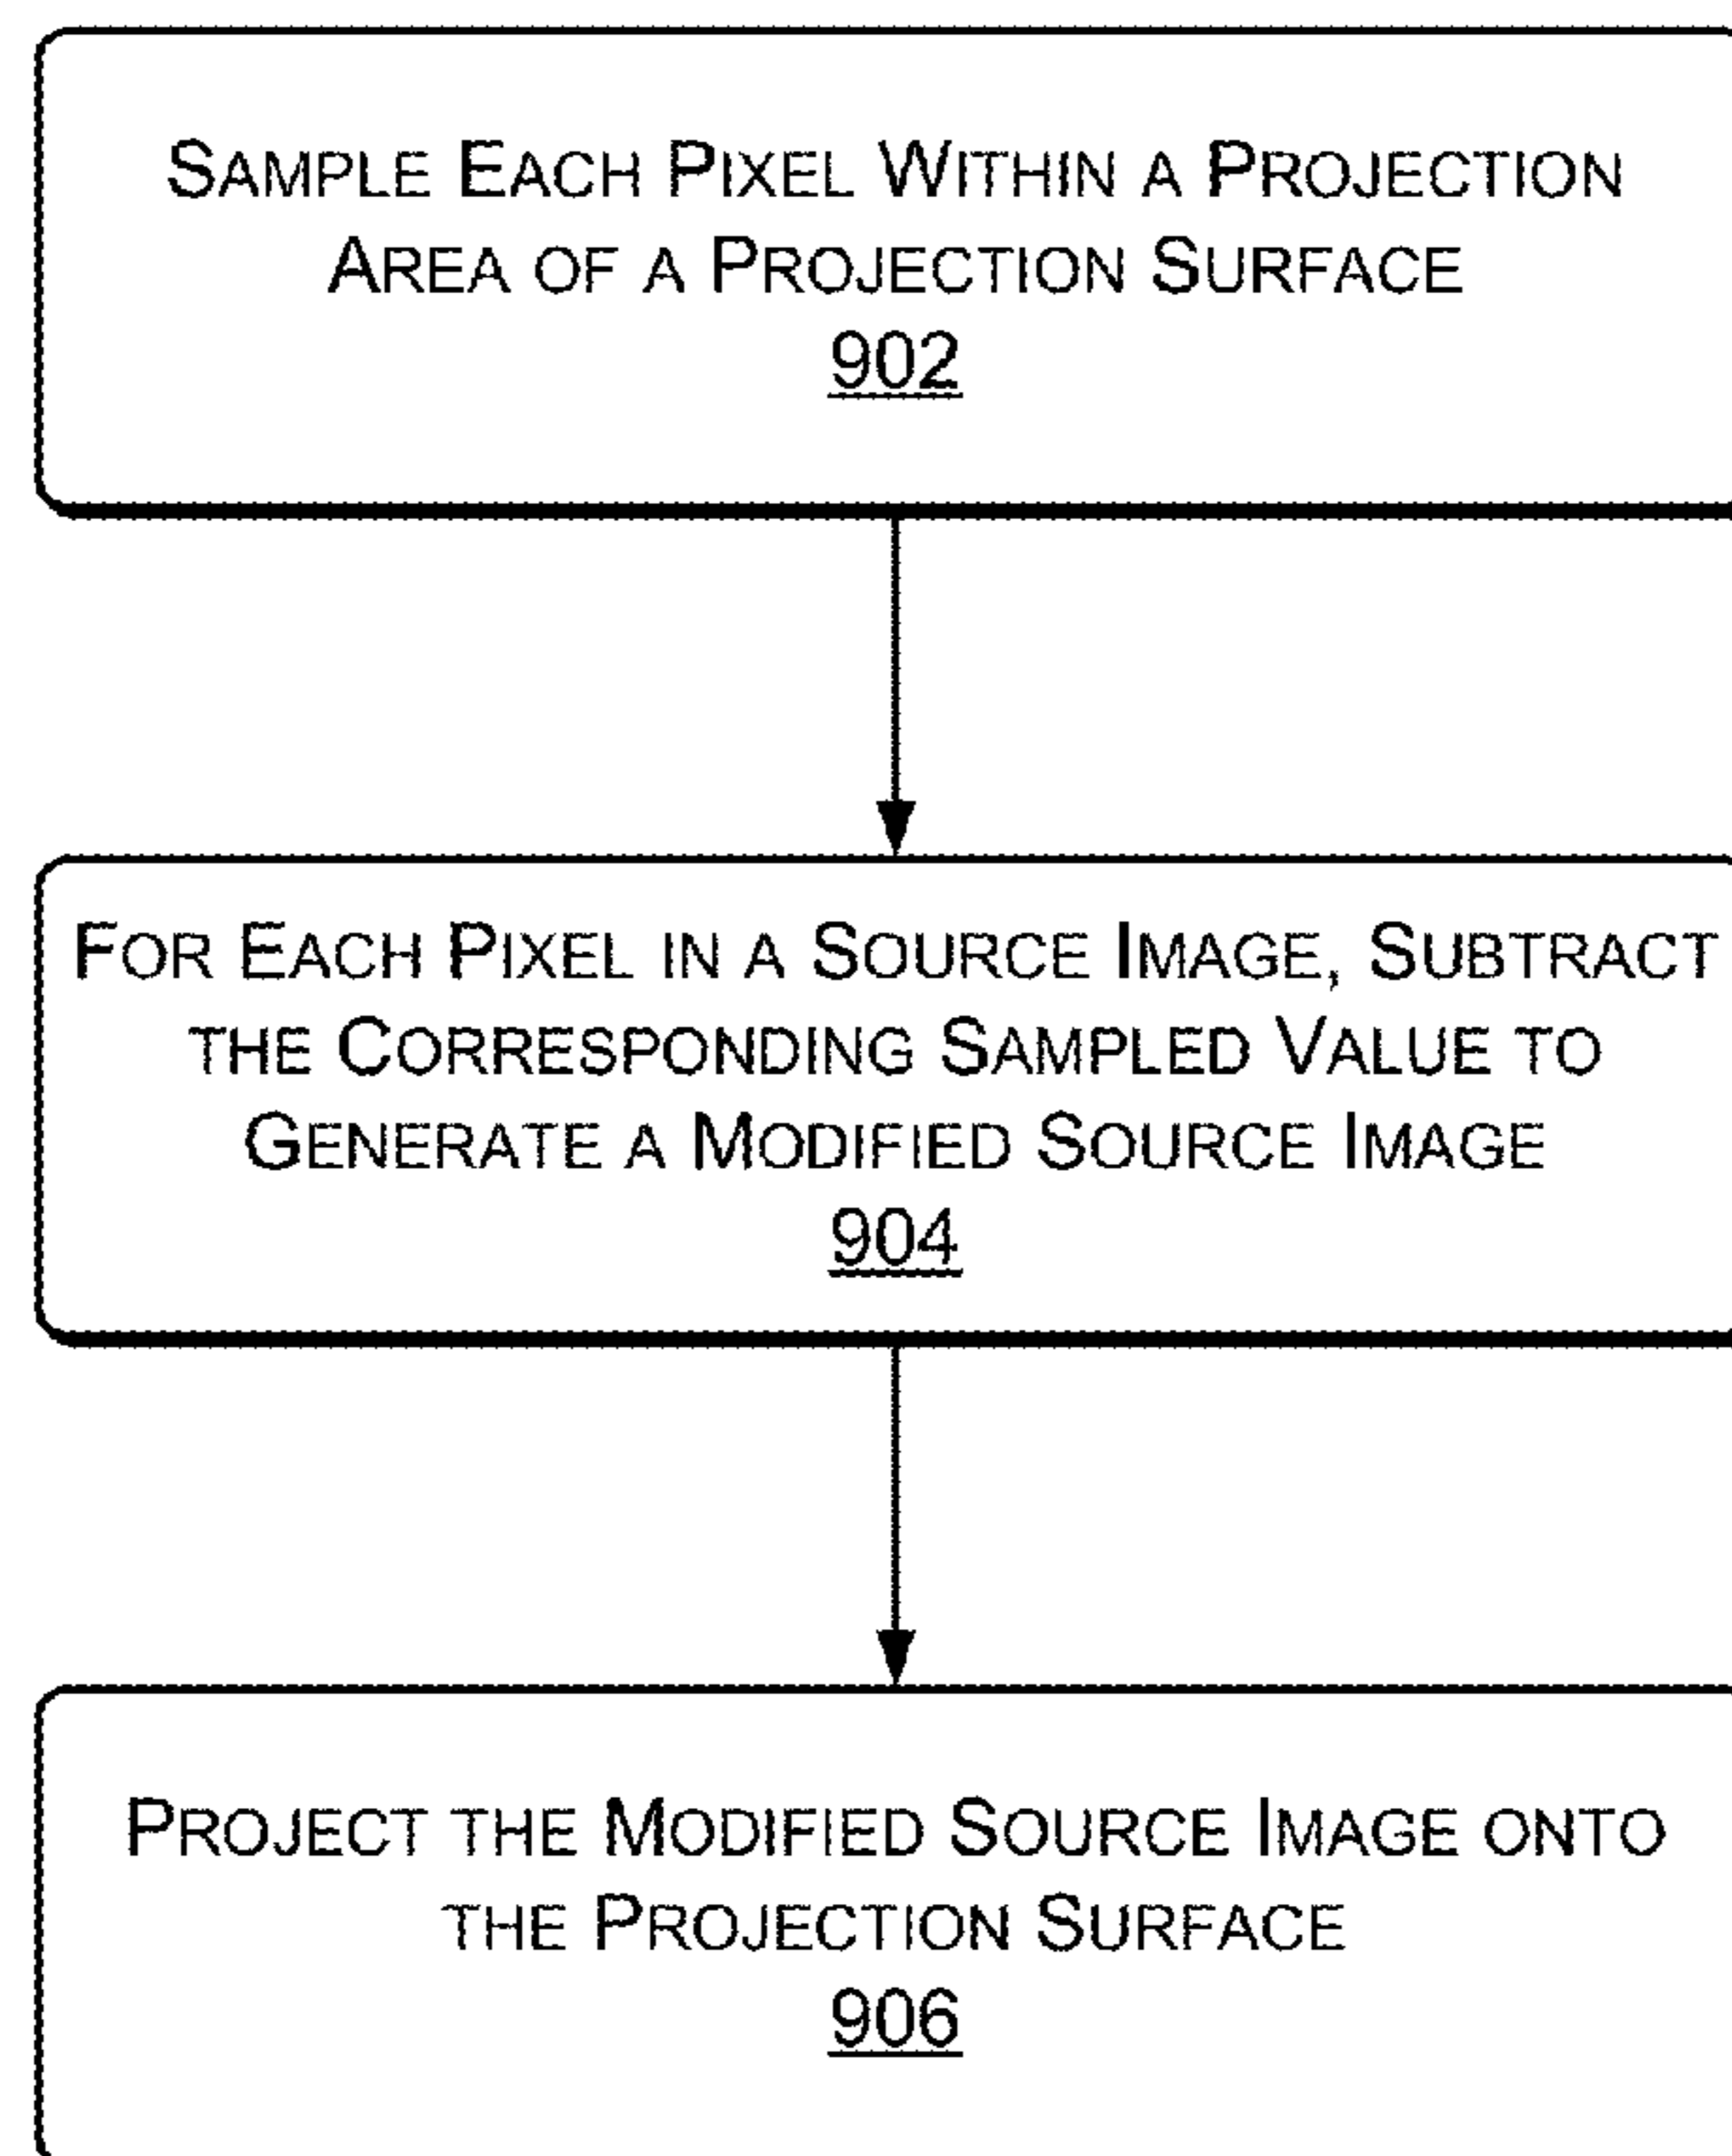 SAMPLE EACH PIXEL WITHIN A PROJECTION
AREA OF A PROJECTION SURFACE
902
FOR EACH PIXEL IN A SOURCE IMAGE, SUBTRACT
THE CORRESPONDING SAMPLED VALUE TO
GENERATE A MODIFIED SOURCE IMAGE
904
PROJECT THE MODIFIED SOURCE IMAGE ONTO
THE PROJECTION SURFACE
906